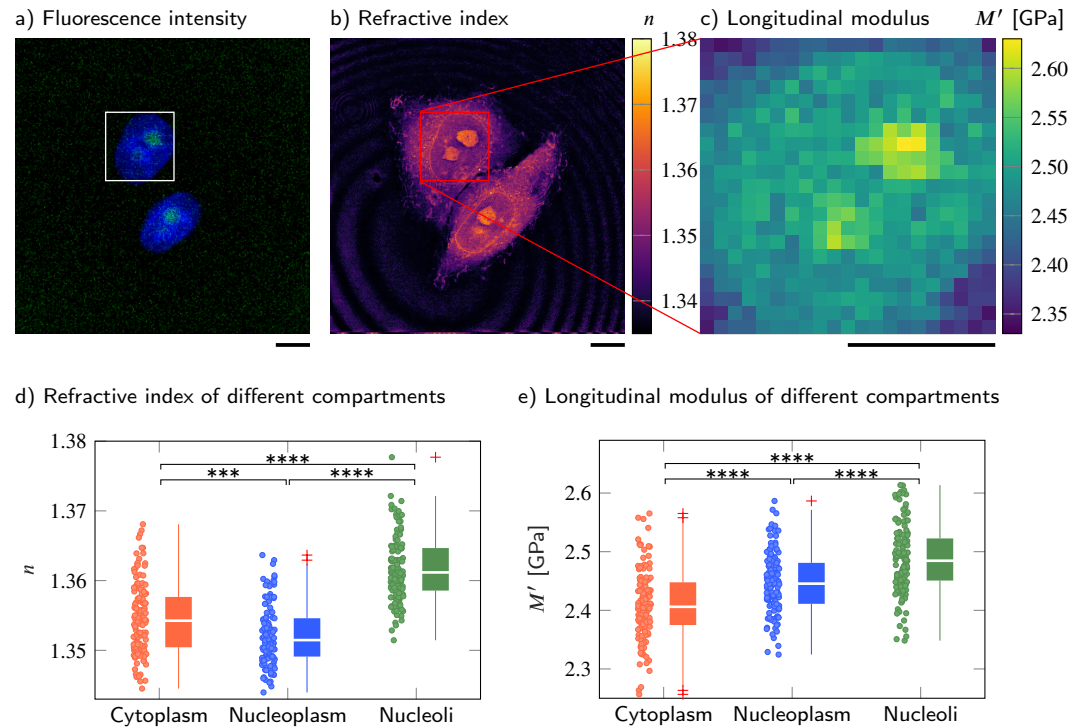 a) Fluorescence intensity
b) Refractive index
n
c) Longitudinal modulus
M′ [GPa]
1.38
1.37
1.36
1.35
1.34
2.60
2.55
2.50
2.45
2.40
2.35
d) Refractive index of different compartments
n
1.38
1.37
1.36
1.35
****
***
****
Cytoplasm
Nucleoplasm
Nucleoli
e) Longitudinal modulus of different compartments
M′ [GPa]
2.6
2.5
2.4
2.3
****
****
****
Cytoplasm
Nucleoplasm
Nucleoli